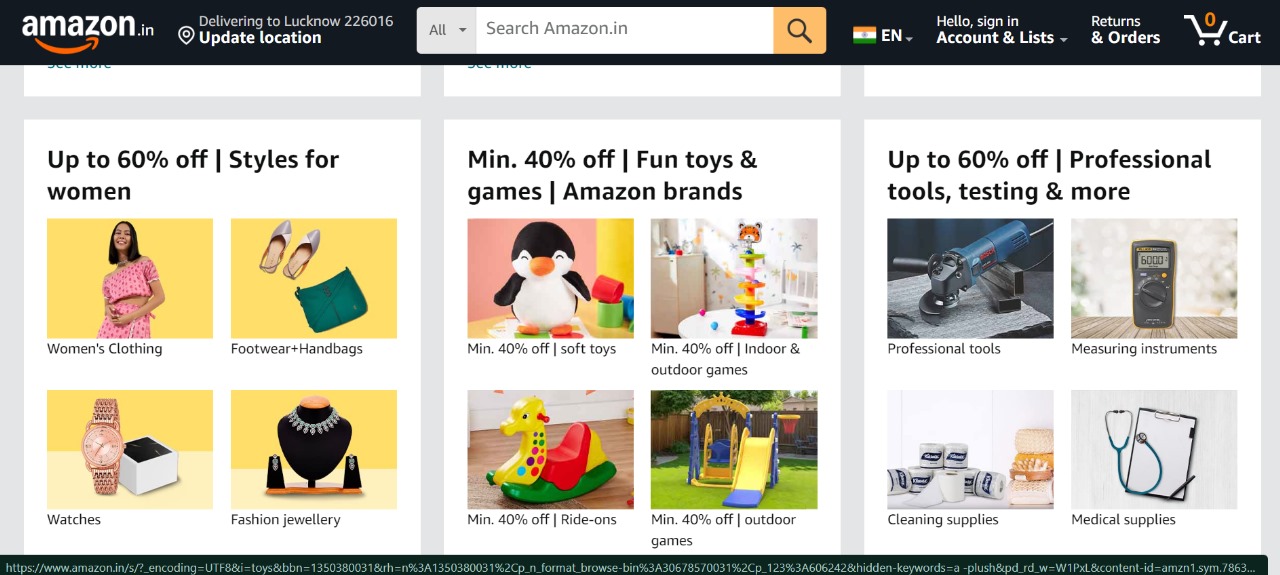 amazon.in
Delivering to Lucknow 226016
Update location
All
Search Amazon.in
EN
Hello, sign in
Account & Lists
Returns
& Orders
0
Cart
See more
See more
Up to 60% off | Styles for
women
Women's Clothing
Footwear+Handbags
Watches
Fashion jewellery
Min. 40% off | Fun toys &
games | Amazon brands
Min. 40% off | soft toys
Min. 40% off | Indoor &
outdoor games
Min. 40% off | Ride-ons
Min. 40% off | outdoor
games
Up to 60% off | Professional
tools, testing & more
BOSCH
Professional tools
600.0
Measuring instruments
Kleenex
Cleaning supplies
Medical supplies
https://www.amazon.in/s/?_encoding=UTF8&i=toys&bbn=1350380031&rh=n%3A1350380031%2Cp_n_format_browse-bin%3A30678570031%2Cp_123%3A606242&hidden-keywords=a -plush&pd_rd_w=W1PxL&content-id=amzn1.sym.7863...